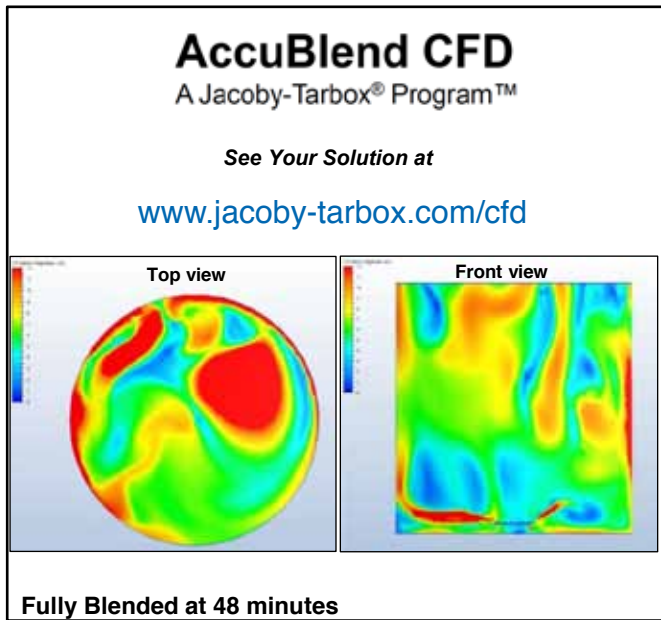 AccuBlend CFD
A Jacoby-Tarbox® Program™
See Your Solution at
www.jacoby-tarbox.com/cfd
Top view
Front view
Fully Blended at 48 minutes